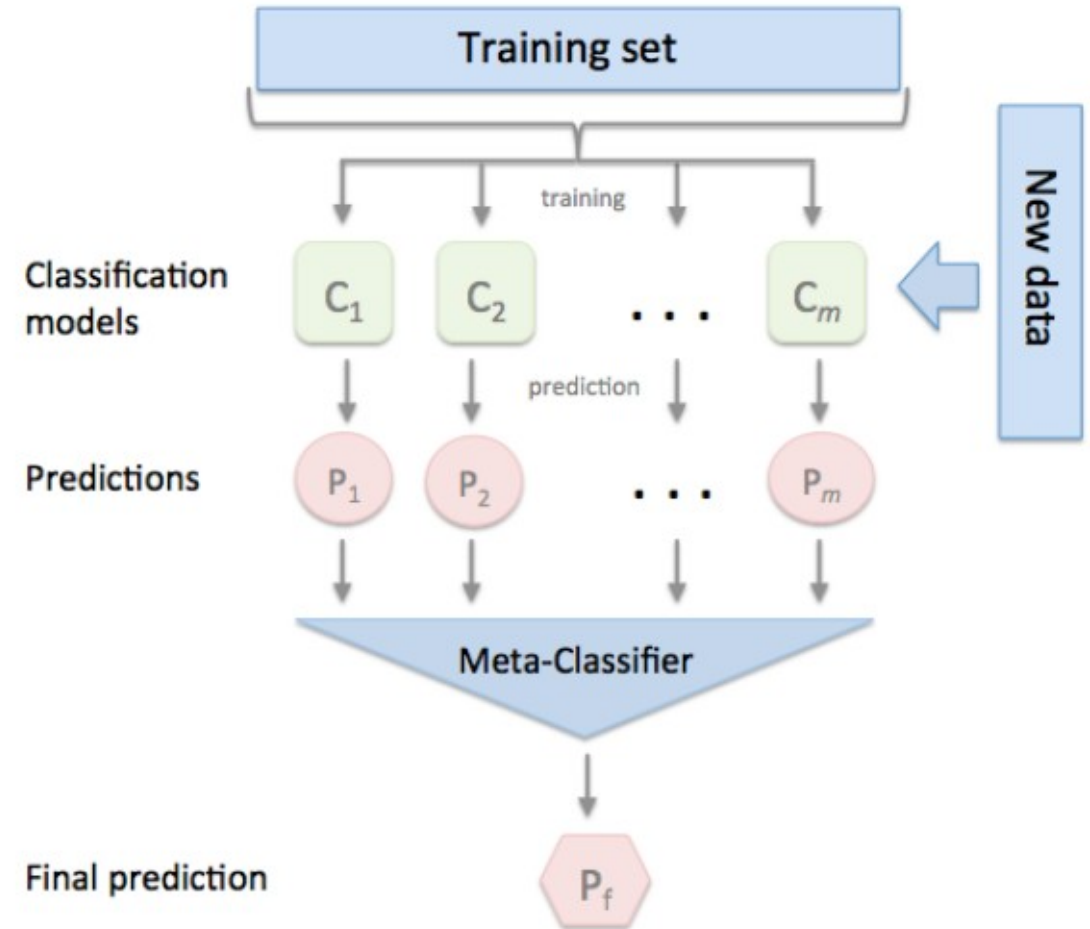 Training set
training
New data
Classification
models
C₁
C₂
. . .
Cₘ
prediction
Predictions
P₁
P₂
. . .
Pₘ
Meta-Classifier
Final prediction
P_f